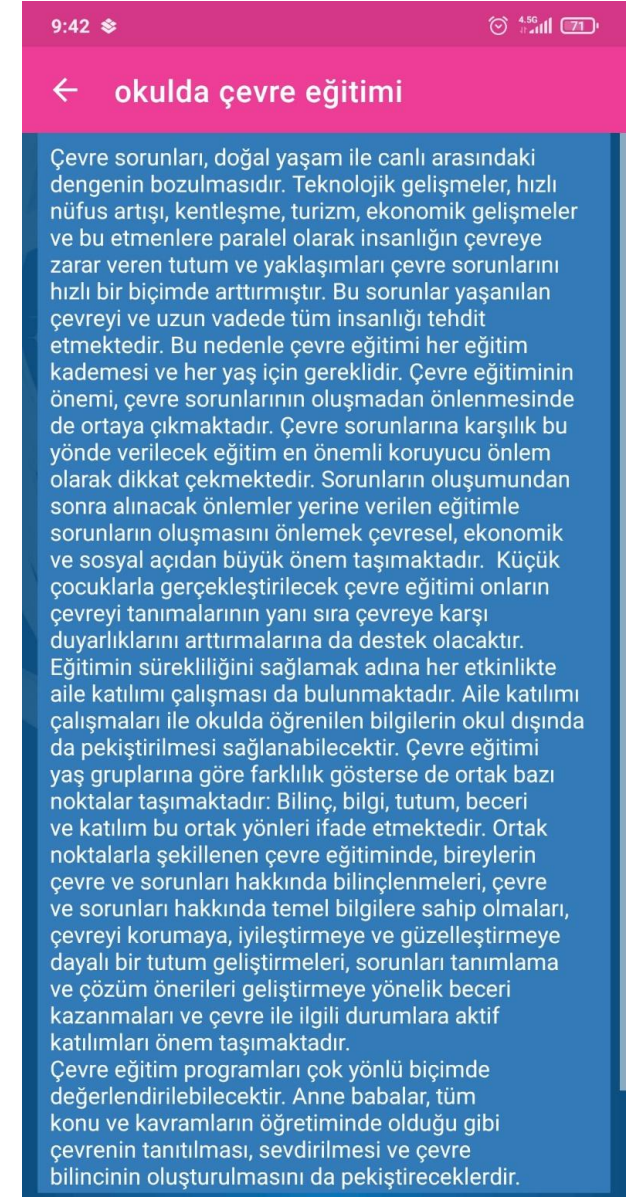 9:42
4.5G
71
okulda çevre eğitimi
Çevre sorunları, doğal yaşam ile canlı arasındaki
dengenin bozulmasıdır. Teknolojik gelişmeler, hızlı
nüfus artışı, kentleşme, turizm, ekonomik gelişmeler
ve bu etmenlere paralel olarak insanlığın çevreye
zarar veren tutum ve yaklaşımları çevre sorunlarını
hızlı bir biçimde arttırmıştır. Bu sorunlar yaşanılan
çevreyi ve uzun vadede tüm insanlığı tehdit
etmektedir. Bu nedenle çevre eğitimi her eğitim
kademesi ve her yaş için gereklidir. Çevre eğitiminin
önemi, çevre sorunlarının oluşmadan önlenmesinde
de ortaya çıkmaktadır. Çevre sorunlarına karşılık bu
yönde verilecek eğitim en önemli koruyucu önlem
olarak dikkat çekmektedir. Sorunların oluşumundan
sonra alınacak önlemler yerine verilen eğitimle
sorunların oluşmasını önlemek çevresel, ekonomik
ve sosyal açıdan büyük önem taşımaktadır.  Küçük
çocuklarla gerçekleştirilecek çevre eğitimi onların
çevreyi tanımalarının yanı sıra çevreye karşı
duyarlıklarını arttırmalarına da destek olacaktır.
Eğitimin sürekliliğini sağlamak adına her etkinlikte
aile katılımı çalışması da bulunmaktadır. Aile katılımı
çalışmaları ile okulda öğrenilen bilgilerin okul dışında
da pekiştirilmesi sağlanabilecektir. Çevre eğitimi
yaş gruplarına göre farklılık gösterse de ortak bazı
noktalar taşımaktadır: Bilinç, bilgi, tutum, beceri
ve katılım bu ortak yönleri ifade etmektedir. Ortak
noktalarla şekillenen çevre eğitiminde, bireylerin
çevre ve sorunları hakkında bilinçlenmeleri, çevre
ve sorunları hakkında temel bilgilere sahip olmaları,
çevreyi korumaya, iyileştirmeye ve güzelleştirmeye
dayalı bir tutum geliştirmeleri, sorunları tanımlama
ve çözüm önerileri geliştirmeye yönelik beceri
kazanmaları ve çevre ile ilgili durumlara aktif
katılımları önem taşımaktadır.
Çevre eğitim programları çok yönlü biçimde
değerlendirilebilecektir. Anne babalar, tüm
konu ve kavramların öğretiminde olduğu gibi
çevrenin tanıtılması, sevdirilmesi ve çevre
bilincinin oluşturulmasını da pekiştireceklerdir.